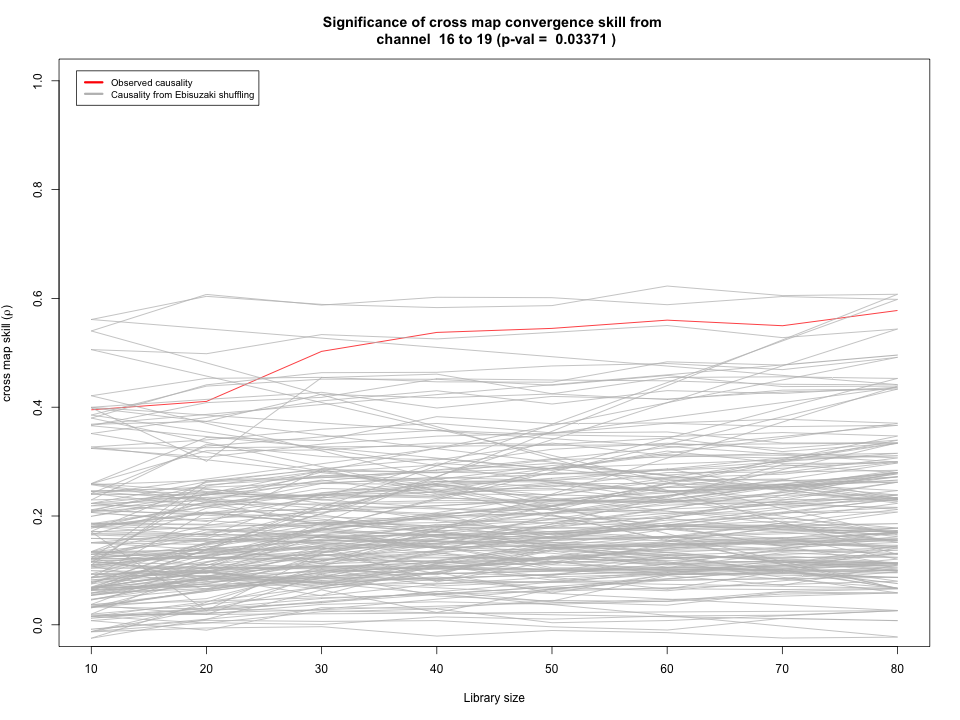 Significance of cross map convergence skill from
channel  16 to 19 (p-val =  0.03371 )
Observed causality
Causality from Ebisuzaki shuffling
cross map skill (ρ)
1.0
0.8
0.6
0.4
0.2
0.0
10 20 30 40 50 60 70 80
Library size